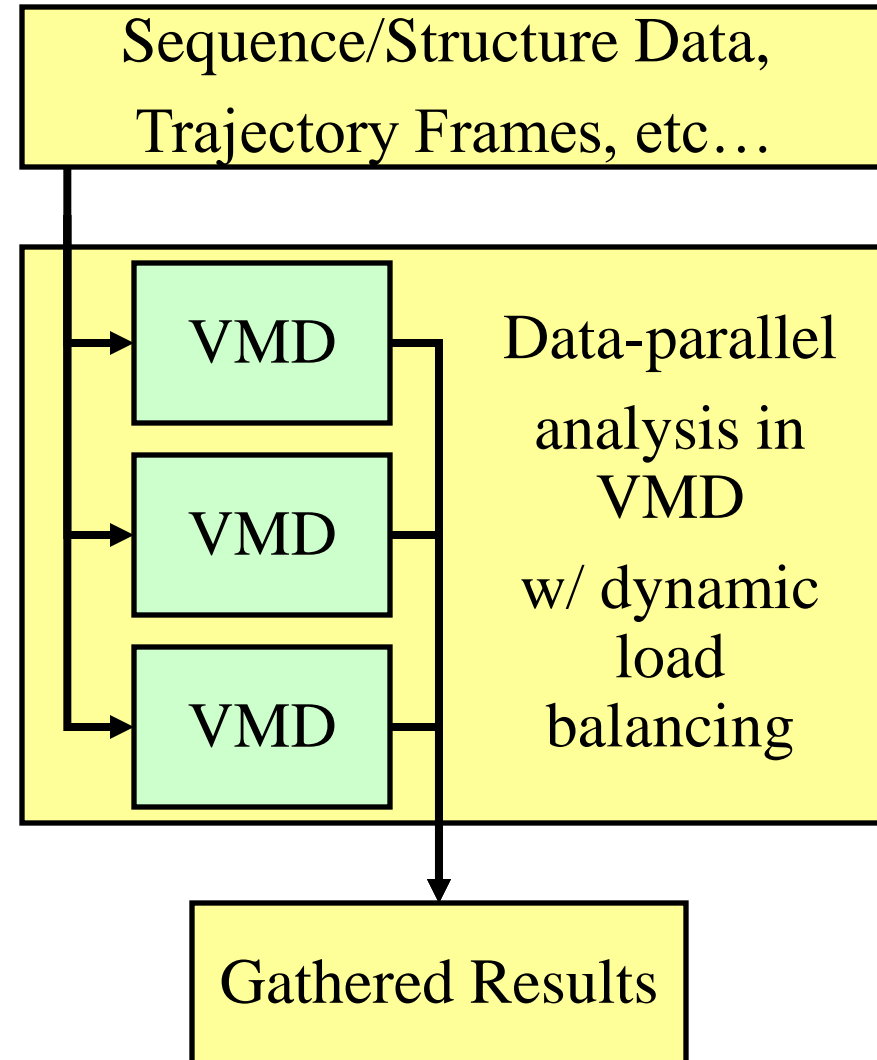 Sequence/Structure Data,
Trajectory Frames, etc…
VMD
VMD
VMD
Data-parallel
analysis in
VMD
w/ dynamic
load
balancing
Gathered Results